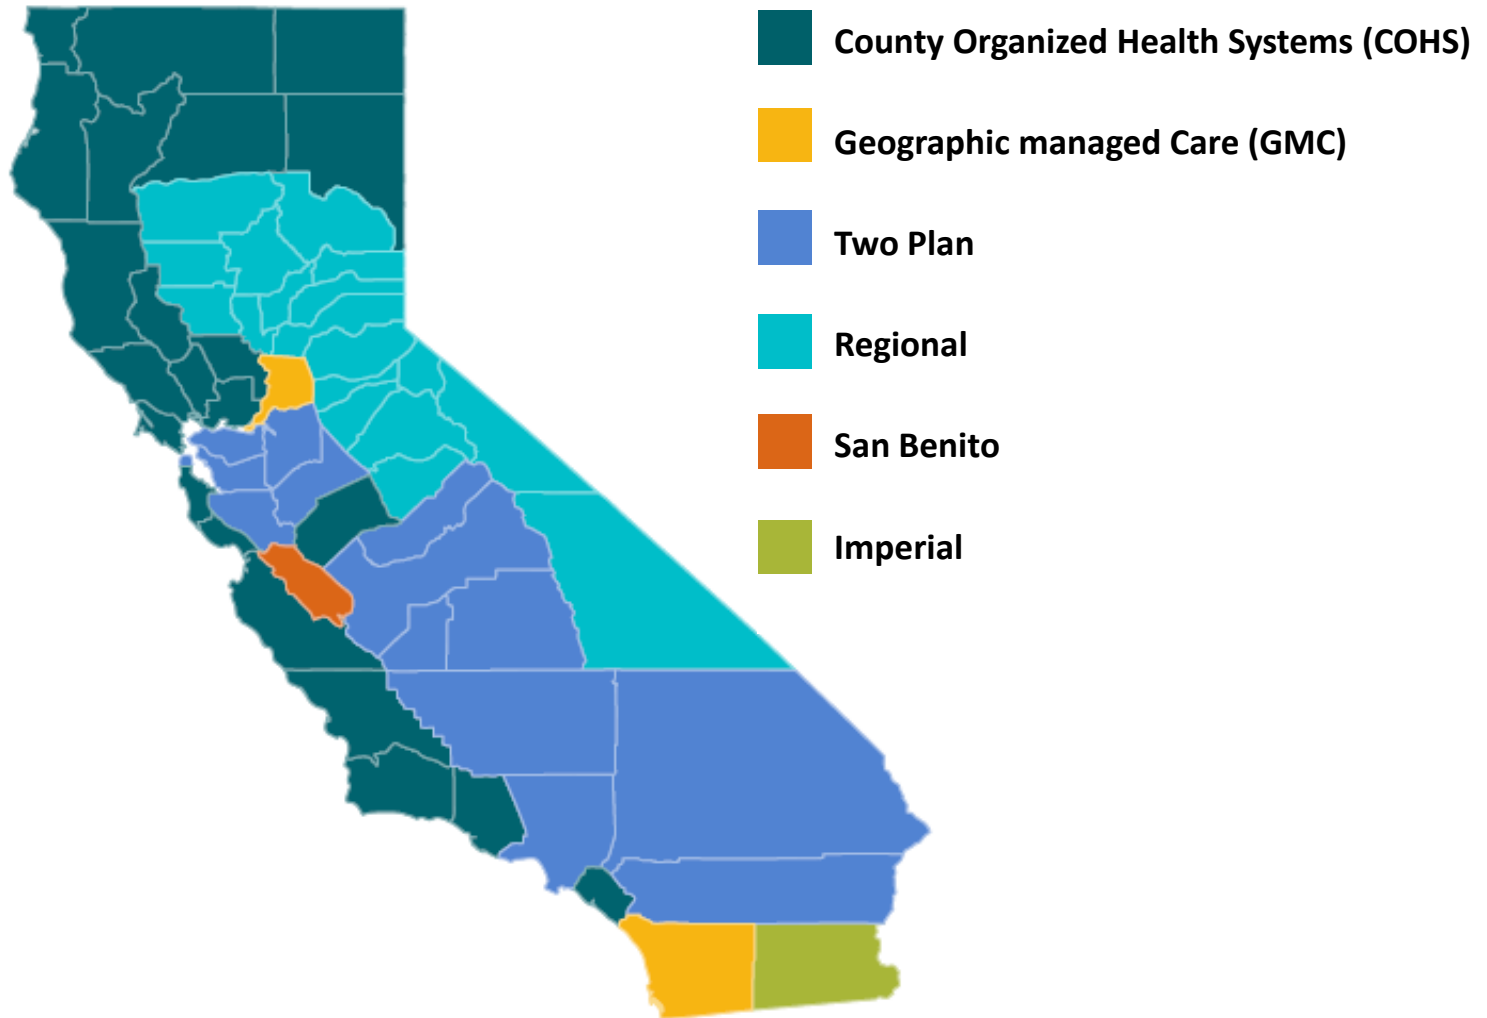 County Organized Health Systems (COHS)
Geographic managed Care (GMC)
Two Plan
Regional
San Benito
Imperial